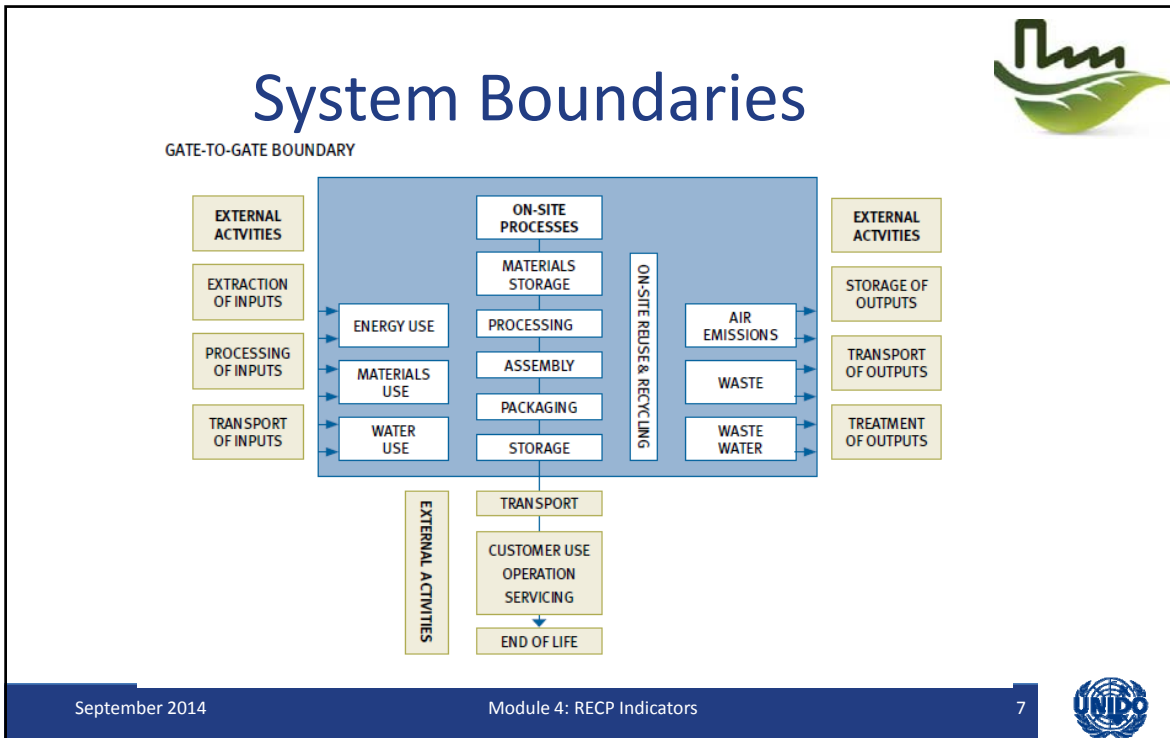 System Boundaries
GATE-TO-GATE BOUNDARY
EXTERNAL
ACTVITIES
EXTRACTION
OF INPUTS
PROCESSING
OF INPUTS
TRANSPORT
OF INPUTS
ENERGY USE
MATERIALS
USE
WATER
USE
ON-SITE
PROCESSES
MATERIALS
STORAGE
PROCESSING
ASSEMBLY
PACKAGING
STORAGE
ON-SITE REUSE & RECYCLING
AIR
EMISSIONS
WASTE
WASTE
WATER
EXTERNAL
ACTVITIES
STORAGE OF
OUTPUTS
TRANSPORT
OF OUTPUTS
TREATMENT
OF OUTPUTS
EXTERNAL ACTIVITIES
TRANSPORT
CUSTOMER USE
OPERATION
SERVICING
END OF LIFE
September 2014
Module 4: RECP Indicators
7
UNIDO